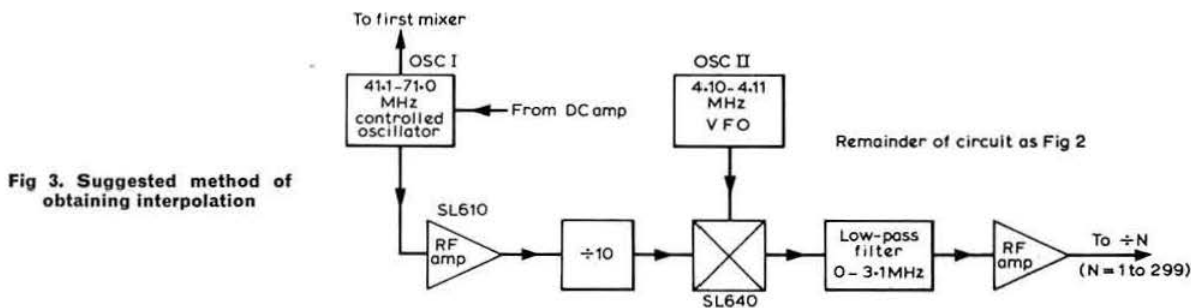 To first mixer
OSC I
41.1–71.0
MHz
controlled
oscillator
From DC amp
OSC II
4.10–4.11
MHz
VFO
Remainder of circuit as Fig 2
Fig 3. Suggested method of
obtaining interpolation
SL610
RF
amp
÷10
SL640
Low-pass
filter
0–3.1MHz
RF
amp
To ÷N
(N=1 to 299)